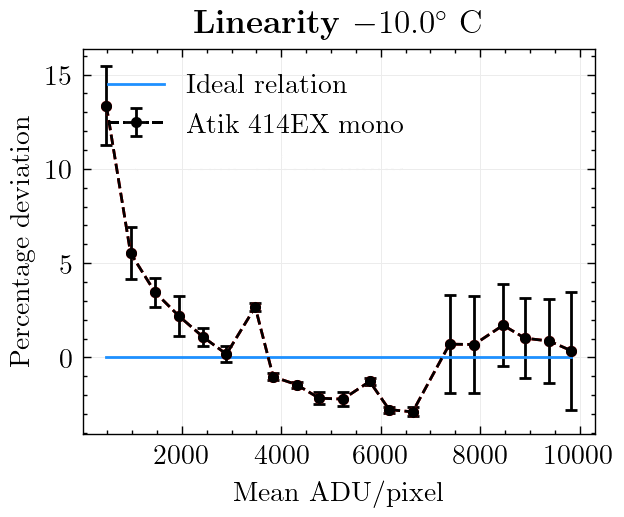 Linearity −10.0° C
Ideal relation
Atik 414EX mono
Percentage deviation
15
10
5
0
2000 4000 6000 8000 10000
Mean ADU/pixel